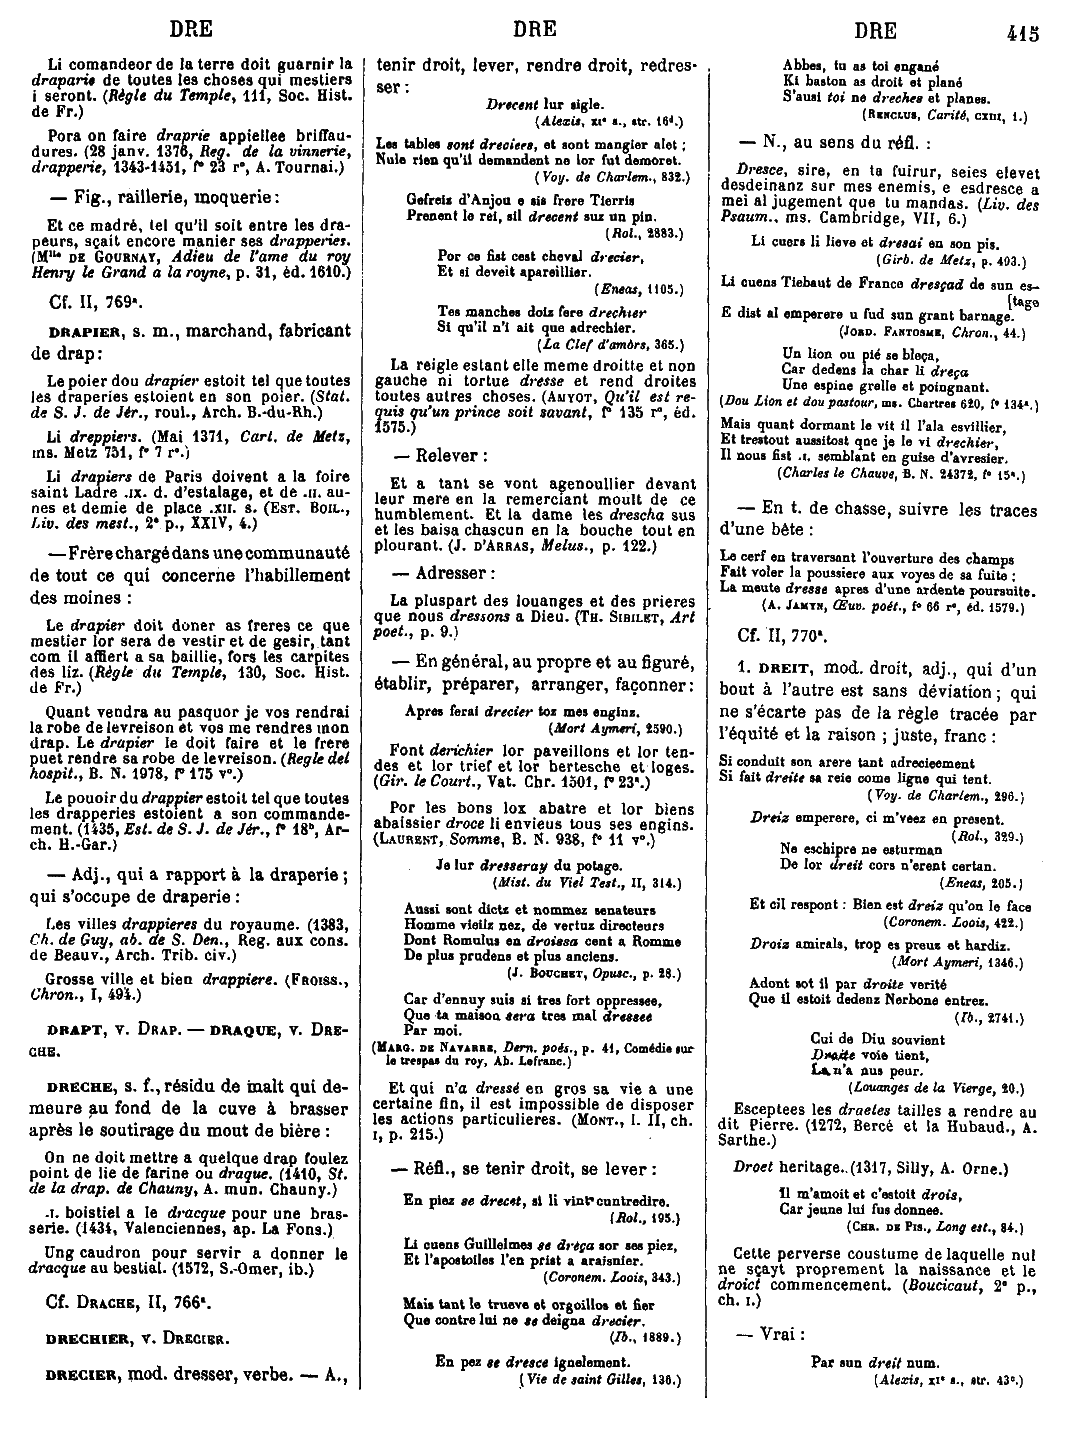 DRE
DRE
DRE
415
Li comandeor de la terre doit guarnir la
draparie de toutes les choses qui mestiers
i seront. (Règle du Temple, 111, Soc. Hist.
de Fr.)
Pora on faire draprie appiellee briffau-
dures. (28 janv. 1376, Reg. de la vinnerie,
drapperie, 1343-1451, f° 23 r°, A. Tournai.)
— Fig., raillerie, moquerie :
Et ce madré, tel qu'il soit entre les dra-
peurs, sçait encore manier ses drapperies.
(Mlle DE GOURNAY, Adieu de l'ame du roy
Henry le Grand a la royne, p. 31, éd. 1610.)
Cf. II, 769ª.
DRAPIER, s. m., marchand, fabricant
de drap :
Le poier dou drapier estoit tel que toutes
les draperies estoient en son poier. (Stat.
de S. J. de Jér., roul., Arch. B.-du-Rh.)
Li dreppiers. (Mai 1371, Cart. de Metz,
ms. Metz 751, f° 7 r°.)
Li drapiers de Paris doivent a la foire
saint Ladre .IX. d. d'estalage, et de .II. au-
nes et demie de place .XII. s. (EST. BOIL.,
Liv. des mest., 2e p., XXIV, 4.)
— Frère chargé dans une communauté
de tout ce qui concerne l'habillement
des moines :
Le drapier doit doner as freres ce que
mestier lor sera de vestir et de gesir, tant
com il affiert a sa baillie, fors les carpites
des liz. (Règle du Temple, 130, Soc. Hist.
de Fr.)
Quant vendra au pasquor je vos rendrai
la robe de levreison et vos me rendres mon
drap. Le drapier le doit faire et le frere
puet rendre sa robe de levreison. (Regle del
hospit., B. N. 1978, f° 175 v°.)
Le pouoir du drappier estoit tel que toutes
les drapperies estoient a son commande-
ment. (1435, Est. de S. J. de Jér., f° 18b, Ar-
ch. H.-Gar.)
— Adj., qui a rapport à la draperie ;
qui s'occupe de draperie :
Les villes drappieres du royaume. (1383,
Ch. de Guy, ab. de S. Den., Reg. aux cons.
de Beauv., Arch. Trib. civ.)
Grosse ville et bien drappiere. (FROISS.,
Chron., I, 494.)
DRAPT, v. DRAP. — DRAQUE, v. DRE-
CHE.
DRECHE, s. f., résidu de malt qui de-
meure au fond de la cuve à brasser
après le soutirage du mout de bière :
On ne doit mettre a quelque drap foulez
point de lie de farine ou draque. (1410, St.
de la drap. de Chauny, A. mun. Chauny.)
.I. boistiel a le dracque pour une bras-
serie. (1434, Valenciennes, ap. La Fons.)
Ung caudron pour servir a donner le
dracque au bestial. (1572, S.-Omer, ib.)
Cf. DRACHE, II, 766ª.
DRECHIER, v. DRECIER.
DRECIER, mod. dresser, verbe. — A.,
tenir droit, lever, rendre droit, redres-
ser :
Drecent lur sigle.
(Alexis, XIe s., str. 16d.)
Les tables sont dreciers, et sont mangier alet ;
Nule rien qu'il demandent ne lor fut demoret.
(Voy. de Charlem., 832.)
Gefreiz d'Anjou e sis frere Tierris
Prenent le rei, sil drecent suz un pin.
(Rol., 2883.)
Por ce fist cest cheval drecier,
Et si deveit apareillier.
(Eneas, 1105.)
Tes manches doiz fere drechier
Si qu'il n'i ait que adrechier.
(La Clef d'amörs, 365.)
La reigle estant elle meme droitte et non
gauche ni tortue dresse et rend droites
toutes autres choses. (AMYOT, Qu'il est re-
quis qu'un prince soit savant, f° 135 r°, éd.
1575.)
— Relever :
Et a tant se vont agenoullier devant
leur mere en la remerciant moult de ce
humblement. Et la dame les drescha sus
et les baisa chascun en la bouche tout en
plourant. (J. D'ARRAS, Melus., p. 122.)
— Adresser :
La pluspart des louanges et des prieres
que nous dressons a Dieu. (TH. SIBILET, Art
poet., p. 9.)
— En général, au propre et au figuré,
établir, préparer, arranger, façonner :
Apres ferai drecier toz mes enginz.
(Mort Aymeri, 2590.)
Font derichier lor paveillons et lor ten-
des et lor trief et lor bertesche et loges.
(Gir. le Court., Vat. Chr. 1501, f° 23ª.)
Por les bons lox abatre et lor biens
abaissier droce li envieus tous ses engins.
(LAURENT, Somme, B. N. 938, f° 11 v°.)
Je lur dresseray du potage.
(Mist. du Viel Test., II, 314.)
Aussi sont dictz et nommez senateurs
Homme vieilz nez, de vertuz directeurs
Dont Romulus en droissa cent a Romme
De plus prudens et plus anciens.
(J. BOUCHET, Opusc., p. 28.)
Car d'ennuy suis si tres fort oppressee,
Que ta maison sera tres mal dressee
Par moi.
(MARG. DE NAVARRE, Dern. poés., p. 41, Comédie sur
le trespas du roy, Ab. Lefranc.)
Et qui n'a dressé en gros sa vie a une
certaine fin, il est impossible de disposer
les actions particulieres. (MONT., l. II, ch.
I, p. 215.)
— Réfl., se tenir droit, se lever :
En piez se drecet, si li vint cuntredire.
(Rol., 195.)
Li cuens Guillelmes se dreça sor ses piez,
Et l'apostoiles l'en prist a araisnier.
(Coronem. Loois, 343.)
Mais tant le trueve et orgoillos et fier
Que contre lui ne se deigna drecier.
(Ib., 1889.)
En pez se dresce ignelement.
(Vie de saint Gilles, 136.)
Abbes, tu as toi engané
Ki baston as droit et plané
S'ausi toi ne dreches et planes.
(RENCLUS, Carité, CXIII, 1.)
— N., au sens du réfl. :
Dresce, sire, en ta fuirur, seies elevet
desdeinanz sur mes enemis, e esdresce a
mei al jugement que tu mandas. (Liv. des
Psaum., ms. Cambridge, VII, 6.)
Li cuers li lieve et dresai en son pis.
(Girb. de Metz, p. 493.)
Li cuens Tiebaut de France dresçad de sun es-
[tage
E dist al emperere u fud sun grant barnage.
(JORD. FANTOSME, Chron., 44.)
Un lion ou pié se bleça,
Car dedens la char li dreça
Une espine grelle et poingnant.
(Dou Lion et dou pastour, ms. Chartres 620, f° 134ª.)
Mais quant dormant le vit il l'ala esvillier,
Et trestout aussitost que je le vi drechier,
Il nous fist .I. semblant en guise d'avresier.
(Charles le Chauve, B. N. 24372, f° 15ª.)
— En t. de chasse, suivre les traces
d'une bête :
Le cerf en traversant l'ouverture des champs
Fait voler la poussiere aux voyes de sa fuite :
La meute dresse apres d'une ardente poursuite.
(A. JAMYN, Œuv. poét., f° 66 r°, éd. 1579.)
Cf. II, 770ª.
1. DREIT, mod. droit, adj., qui d'un
bout à l'autre est sans déviation ; qui
ne s'écarte pas de la règle tracée par
l'équité et la raison ; juste, franc :
Si conduit son arere tant adrecieement
Si fait dreite sa reie come ligne qui tent.
(Voy. de Charlem., 296.)
Dreiz emperere, ci m'veez en present.
(Rol., 329.)
Ne eschipre ne esturman
De lor dreit cors n'erent certan.
(Eneas, 205.)
Et cil respont : Bien est dreiz qu'on le face
(Coronem. Loois, 422.)
Droiz amirals, trop es preuz et hardiz.
(Mort Aymeri, 1346.)
Adont sot il par droite verité
Que il estoit dedenz Nerbone entrez.
(Ib., 2741.)
Cui de Diu souvient
Droite voie tient,
La n'a nus peur.
(Louanges de la Vierge, 20.)
Esceptees les draetes tailles a rendre au
dit Pierre. (1272, Bercé et la Hubaud., A.
Sarthe.)
Droet heritage. (1317, Silly, A. Orne.)
Il m'amoit et c'estoit drois,
Car jeune lui fus donnee.
(CHR. DE PIS., Long est., 84.)
Cette perverse coustume de laquelle nul
ne sçayt proprement la naissance et le
droict commencement. (Boucicaut, 2e p.,
ch. I.)
— Vrai :
Par sun dreit num.
(Alexis, XIe s., str. 43e.)